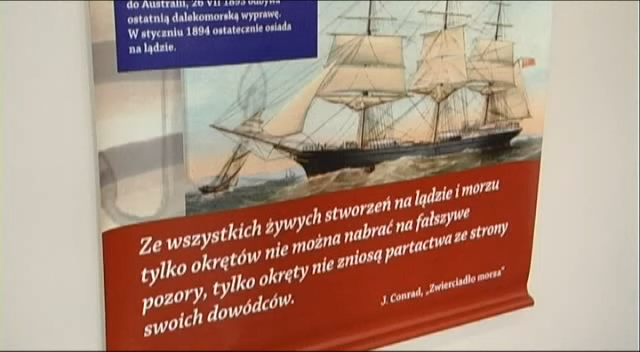 do Australii, 26 VII 1893 odbywa
ostatnią dalekomorską wyprawę.
W styczniu 1894 ostatecznie osiada
na lądzie.
Ze wszystkich żywych stworzeń na lądzie i morzu
tylko okrętów nie można nabrać na fałszywe
pozory, tylko okręty nie zniosą partactwa ze strony
swoich dowódców.
J. Conrad, „Zwierciadło morza"